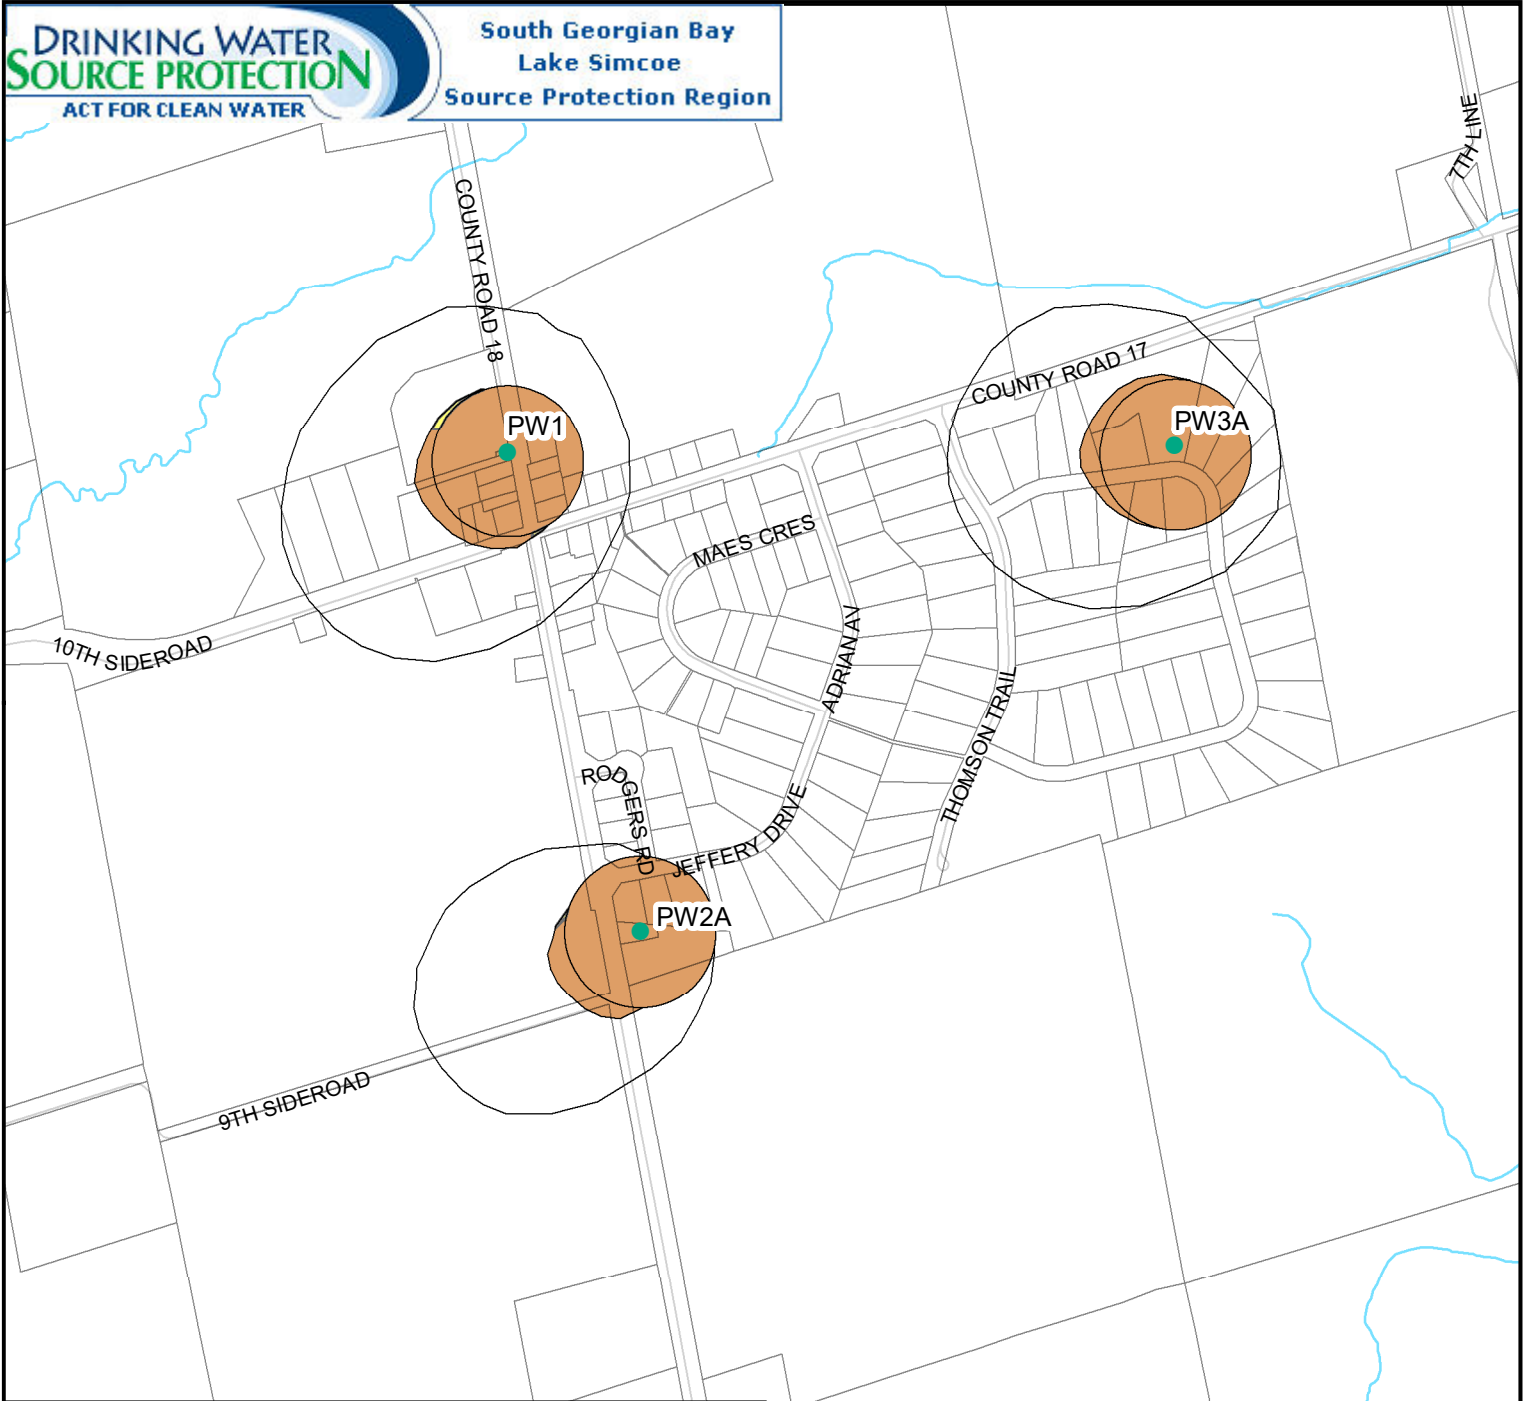 DRINKING WATER
SOURCE PROTECTION
ACT FOR CLEAN WATER
South Georgian Bay
Lake Simcoe
Source Protection Region
7TH LINE
COUNTY ROAD 18
COUNTY ROAD 17
PW1
PW3A
MAES CRES
10TH SIDEROAD
ADRIAN AV
THOMSON TRAIL
RODGERS RD
JEFFERY DRIVE
PW2A
9TH SIDEROAD